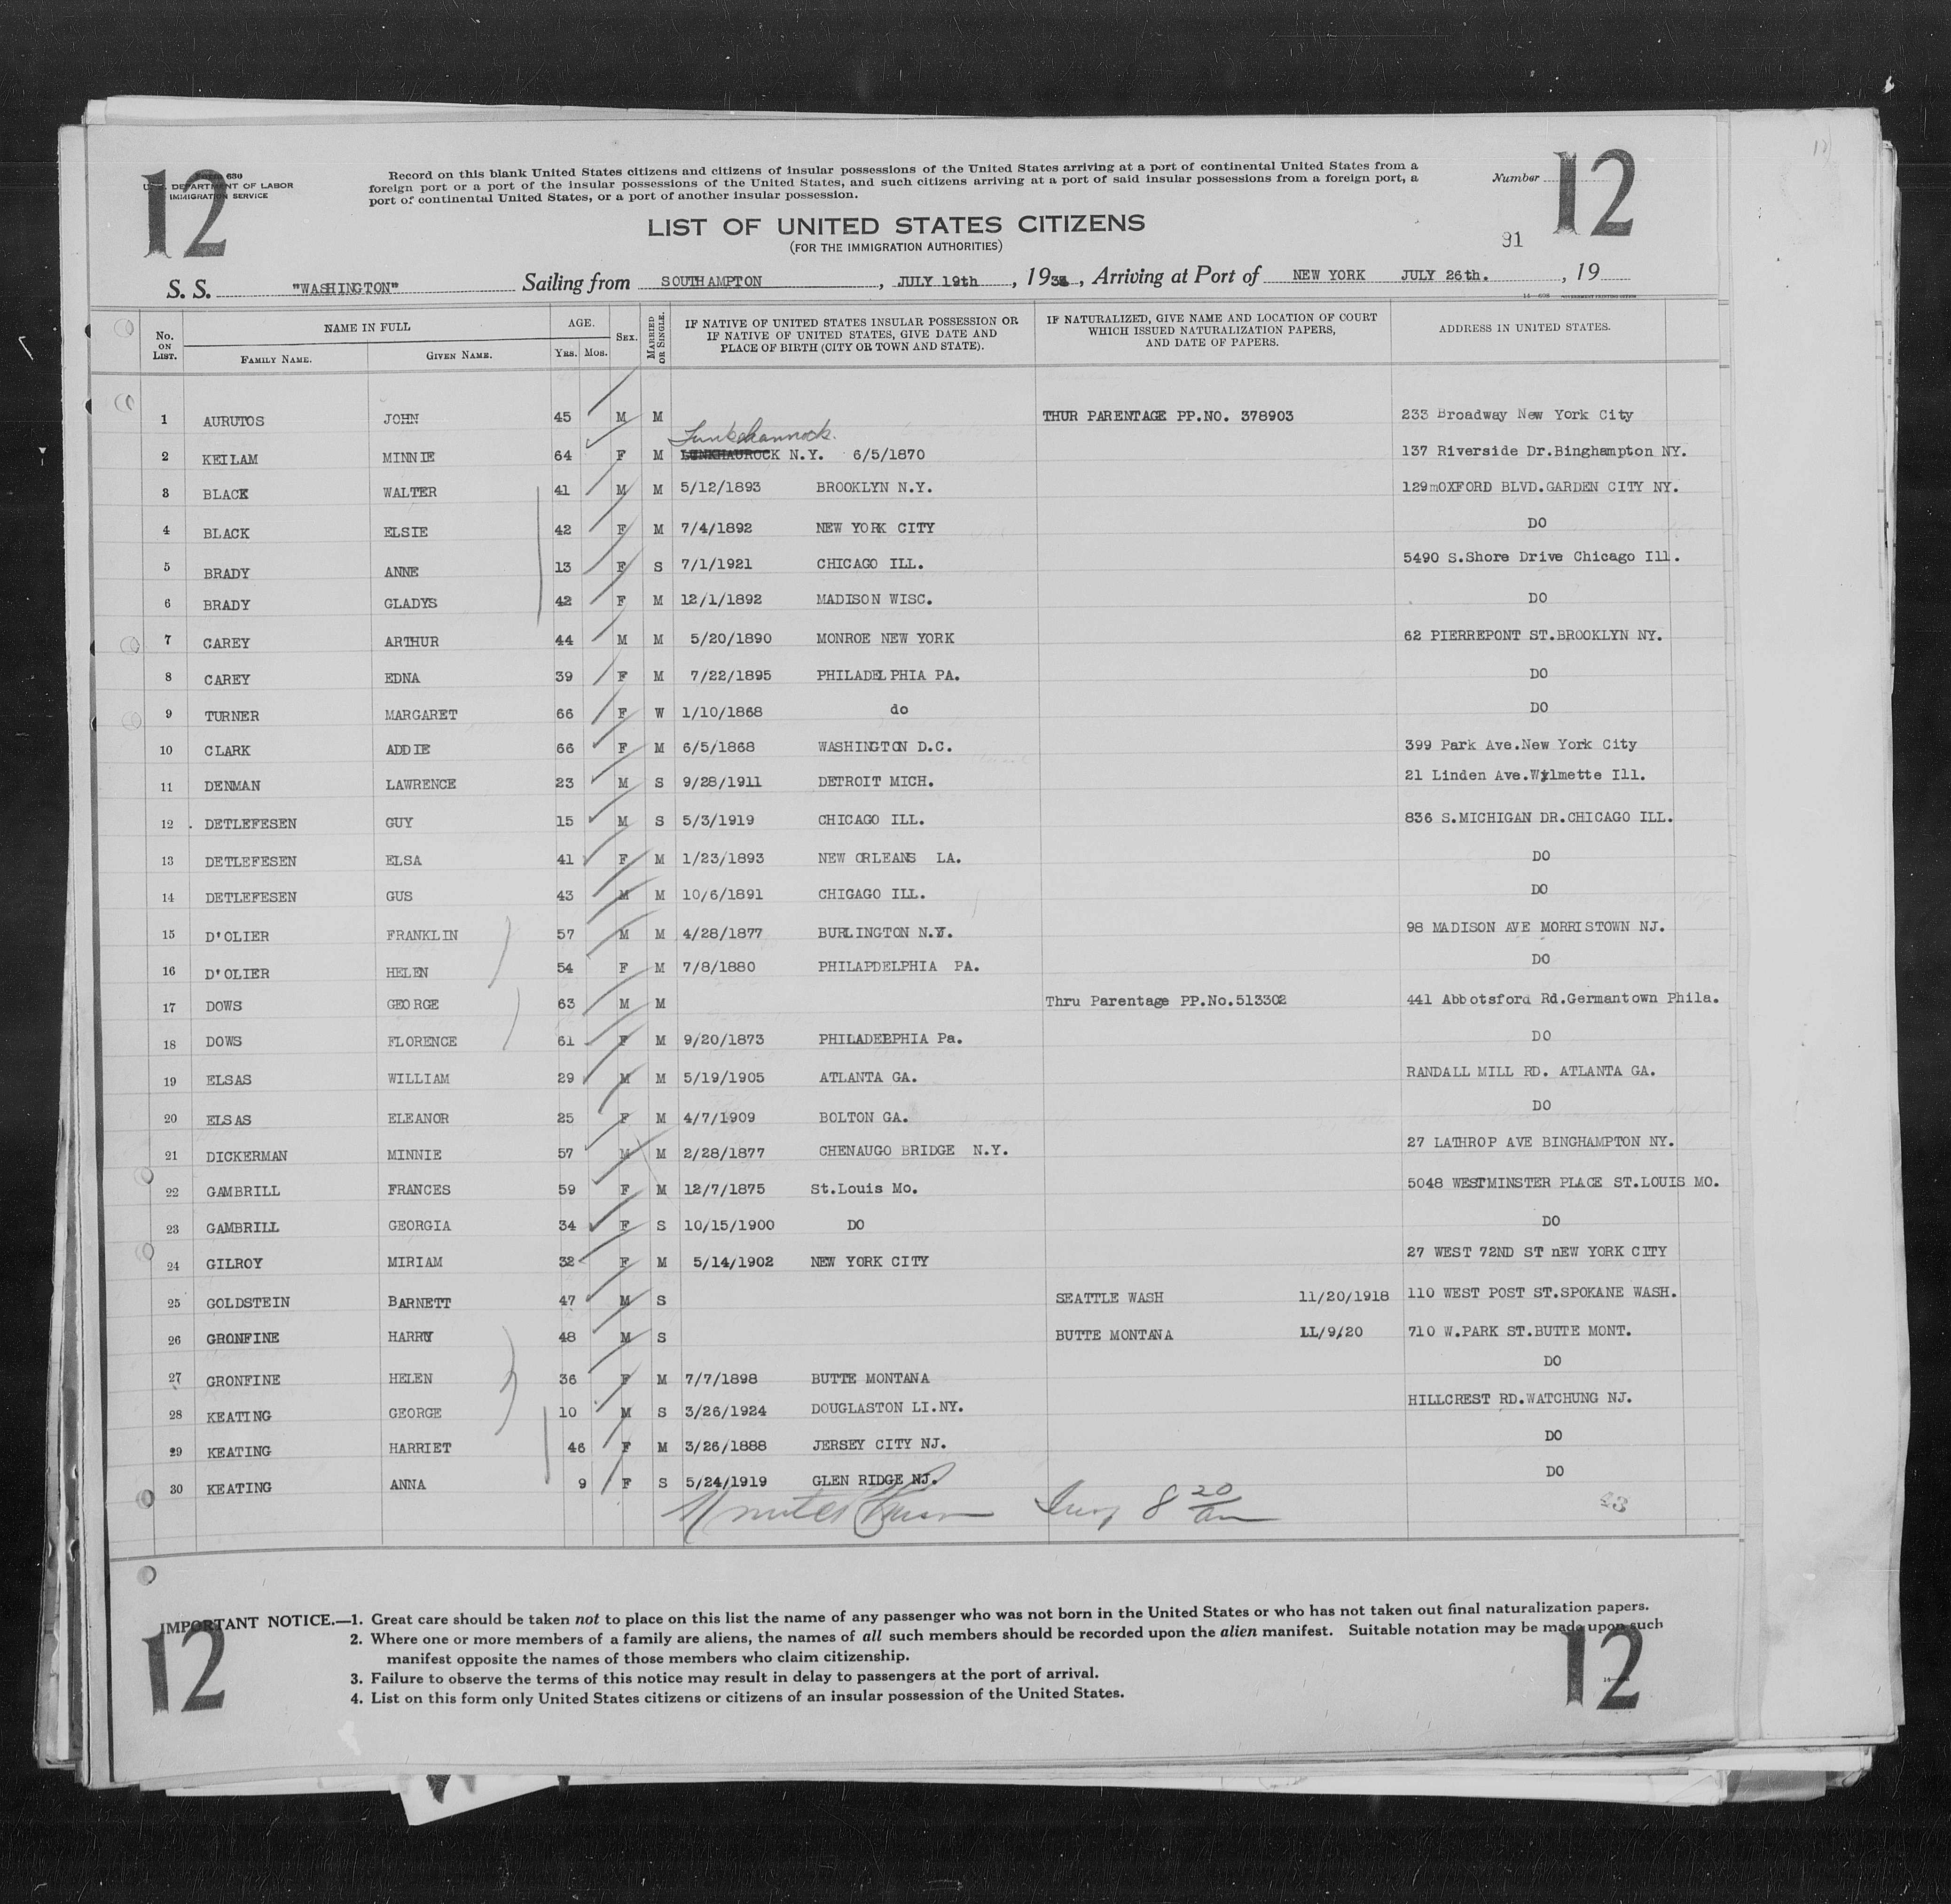 12
Form 630
U.S. DEPARTMENT OF LABOR
IMMIGRATION SERVICE
Record on this blank United States citizens and citizens of insular possessions of the United States arriving at a port of continental United States from a
foreign port or a port of the insular possessions of the United States, and such citizens arriving at a port of said insular possessions from a foreign port, a
port of continental United States, or a port of another insular possession.
Number
12
LIST OF UNITED STATES CITIZENS
(FOR THE IMMIGRATION AUTHORITIES)
91
S. S. "WASHINGTON" Sailing from SOUTHAMPTON, JULY 19th, 19, Arriving at Port of NEW YORK JULY 26th., 19
No. ON LIST. NAME IN FULL FAMILY NAME. GIVEN NAME. AGE. YRS. MOS. SEX. MARRIED OR SINGLE. IF NATIVE OF UNITED STATES INSULAR POSSESSION OR IF NATIVE OF UNITED STATES, GIVE DATE AND PLACE OF BIRTH (CITY OR TOWN AND STATE). IF NATURALIZED, GIVE NAME AND LOCATION OF COURT WHICH ISSUED NATURALIZATION PAPERS, AND DATE OF PAPERS. ADDRESS IN UNITED STATES.
1 AURUTOS JOHN 45 M M THUR PARENTAGE PP.NO. 378903 233 Broadway New York City
Tunkahannock.
2 KEILAM MINNIE 64 F M N.Y. 6/5/1870 137 Riverside Dr.Binghampton NY.
3 BLACK WALTER 41 M M 5/12/1893 BROOKLYN N.Y. 129mOXFORD BLVD.GARDEN CITY NY.
4 BLACK ELSIE 42 F M 7/4/1892 NEW YORK CITY DO
5 BRADY ANNE 13 F S 7/1/1921 CHICAGO ILL. 5490 S.Shore Drive Chicago Ill.
6 BRADY GLADYS 42 F M 12/1/1892 MADISON WISC. DO
7 CAREY ARTHUR 44 M M 5/20/1890 MONROE NEW YORK 62 PIERREPONT ST.BROOKLYN NY.
8 CAREY EDNA 39 F M 7/22/1895 PHILADELPHIA PA. DO
9 TURNER MARGARET 66 F W 1/10/1868 do DO
10 CLARK ADDIE 66 F M 6/5/1868 WASHINGTON D.C. 399 Park Ave.New York City
11 DENMAN LAWRENCE 23 M S 9/28/1911 DETROIT MICH. 21 Linden Ave.Wilmette Ill.
12 . DETLEFESEN GUY 15 M S 5/3/1919 CHICAGO ILL. 836 S.MICHIGAN DR.CHICAGO ILL.
13 DETLEFESEN ELSA 41 F M 1/23/1893 NEW ORLEANS LA. DO
14 DETLEFESEN GUS 43 M M 10/6/1891 CHIGAGO ILL. DO
15 D'OLIER FRANKLIN 57 M M 4/28/1877 BURLINGTON N.J. 98 MADISON AVE MORRISTOWN NJ.
16 D'OLIER HELEN 54 F M 7/8/1880 PHILAPDELPHIA PA. DO
17 DOWS GEORGE 63 M M Thru Parentage PP.No.513302 441 Abbotsford Rd.Germantown Phila.
18 DOWS FLORENCE 61 F M 9/20/1873 PHILADEEPHIA Pa. DO
19 ELSAS WILLIAM 29 M M 5/19/1905 ATLANTA GA. RANDALL MILL RD. ATLANTA GA.
20 ELSAS ELEANOR 25 F M 4/7/1909 BOLTON GA. DO
21 DICKERMAN MINNIE 57 M M 2/28/1877 CHENAUGO BRIDGE N.Y. 27 LATHROP AVE BINGHAMPTON NY.
22 GAMBRILL FRANCES 59 F M 12/7/1875 St.Louis Mo. 5048 WESTMINSTER PLACE ST.LOUIS MO.
23 GAMBRILL GEORGIA 34 F S 10/15/1900 DO DO
24 GILROY MIRIAM 32 F M 5/14/1902 NEW YORK CITY 27 WEST 72ND ST nEW YORK CITY
25 GOLDSTEIN BARNETT 47 M S SEATTLE WASH 11/20/1918 110 WEST POST ST.SPOKANE WASH.
26 GRONFINE HARRY 48 M S BUTTE MONTANA LL/9/20 710 W.PARK ST.BUTTE MONT.
27 GRONFINE HELEN 36 F M 7/7/1898 BUTTE MONTANA DO
28 KEATING GEORGE 10 M S 3/26/1924 DOUGLASTON LI.NY. HILLCREST RD.WATCHUNG NJ.
29 KEATING HARRIET 46 F M 3/26/1888 JERSEY CITY NJ. DO
30 KEATING ANNA 9 F S 5/24/1919 GLEN RIDGE NJ. DO
8 20
IMPORTANT NOTICE.—1. Great care should be taken not to place on this list the name of any passenger who was not born in the United States or who has not taken out final naturalization papers.
2. Where one or more members of a family are aliens, the names of all such members should be recorded upon the alien manifest. Suitable notation may be made upon such
manifest opposite the names of those members who claim citizenship.
3. Failure to observe the terms of this notice may result in delay to passengers at the port of arrival.
4. List on this form only United States citizens or citizens of an insular possession of the United States.
12
12